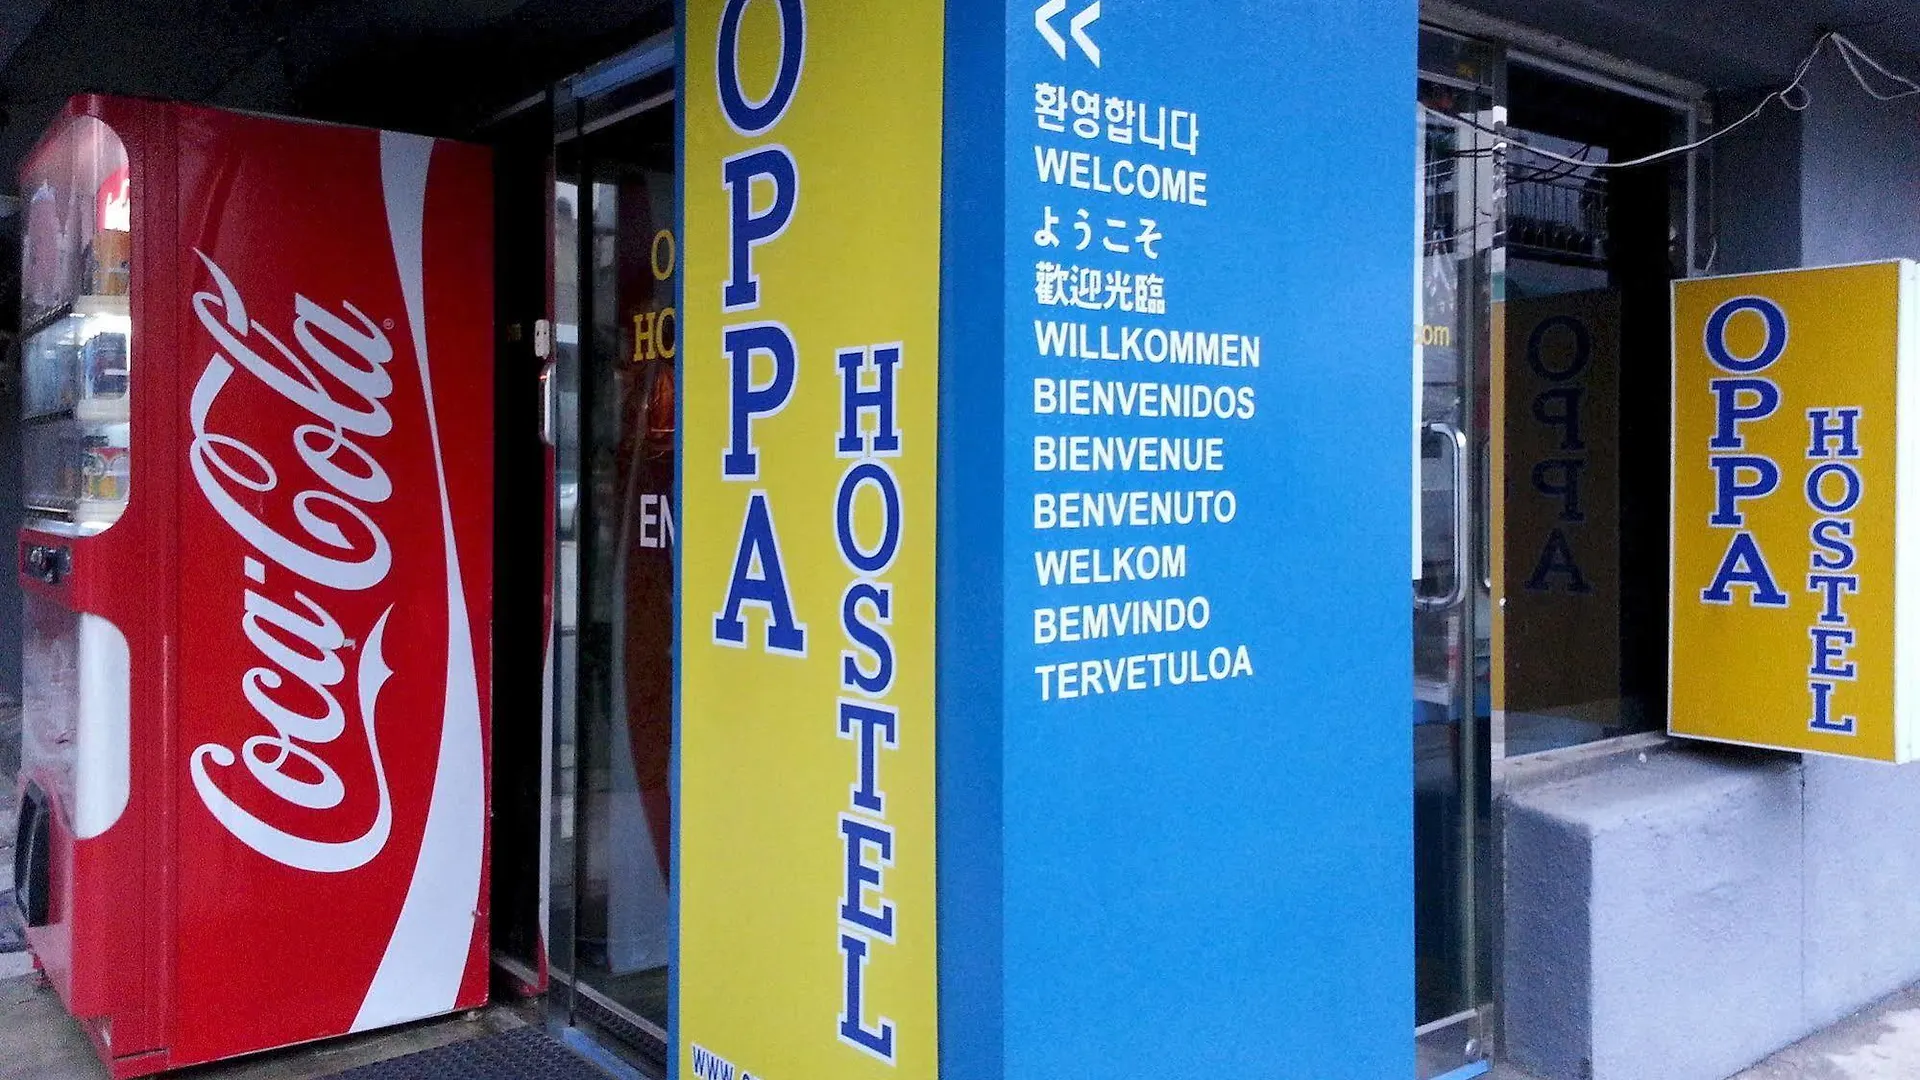 Coca-Cola
OPPA
HOSTEL
환영합니다
WELCOME
ようこそ
歡迎光臨
WILLKOMMEN
BIENVENIDOS
BIENVENUE
BENVENUTO
WELKOM
BEMVINDO
TERVETULOA
OPPA
HOSTEL
OPPA